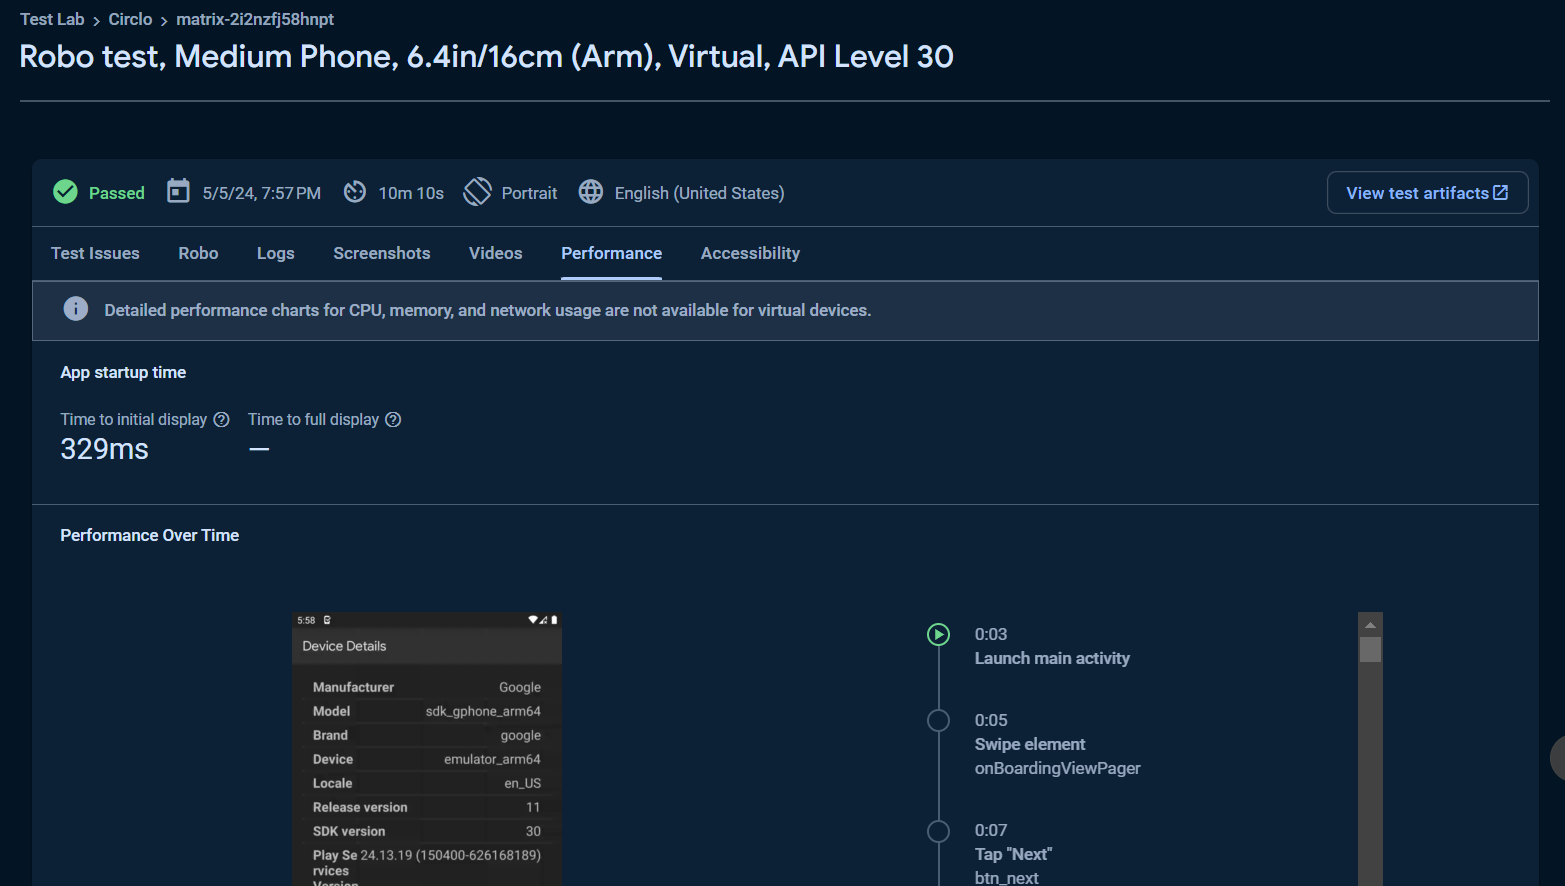 Test Lab > Circlo > matrix-2i2nzfj58hnpt
Robo test, Medium Phone, 6.4in/16cm (Arm), Virtual, API Level 30
Passed 5/5/24, 7:57 PM 10m 10s Portrait English (United States) View test artifacts
Test Issues Robo Logs Screenshots Videos Performance Accessibility
Detailed performance charts for CPU, memory, and network usage are not available for virtual devices.
App startup time
Time to initial display Time to full display
329ms —
Performance Over Time
5:58
Device Details
Manufacturer Google
Model sdk_gphone_arm64
Brand google
Device emulator_arm64
Locale en_US
Release version 11
SDK version 30
Play Se 24.13.19 (150400-626168189)
rvices
Version
0:03
Launch main activity
0:05
Swipe element
onBoardingViewPager
0:07
Tap "Next"
btn_next